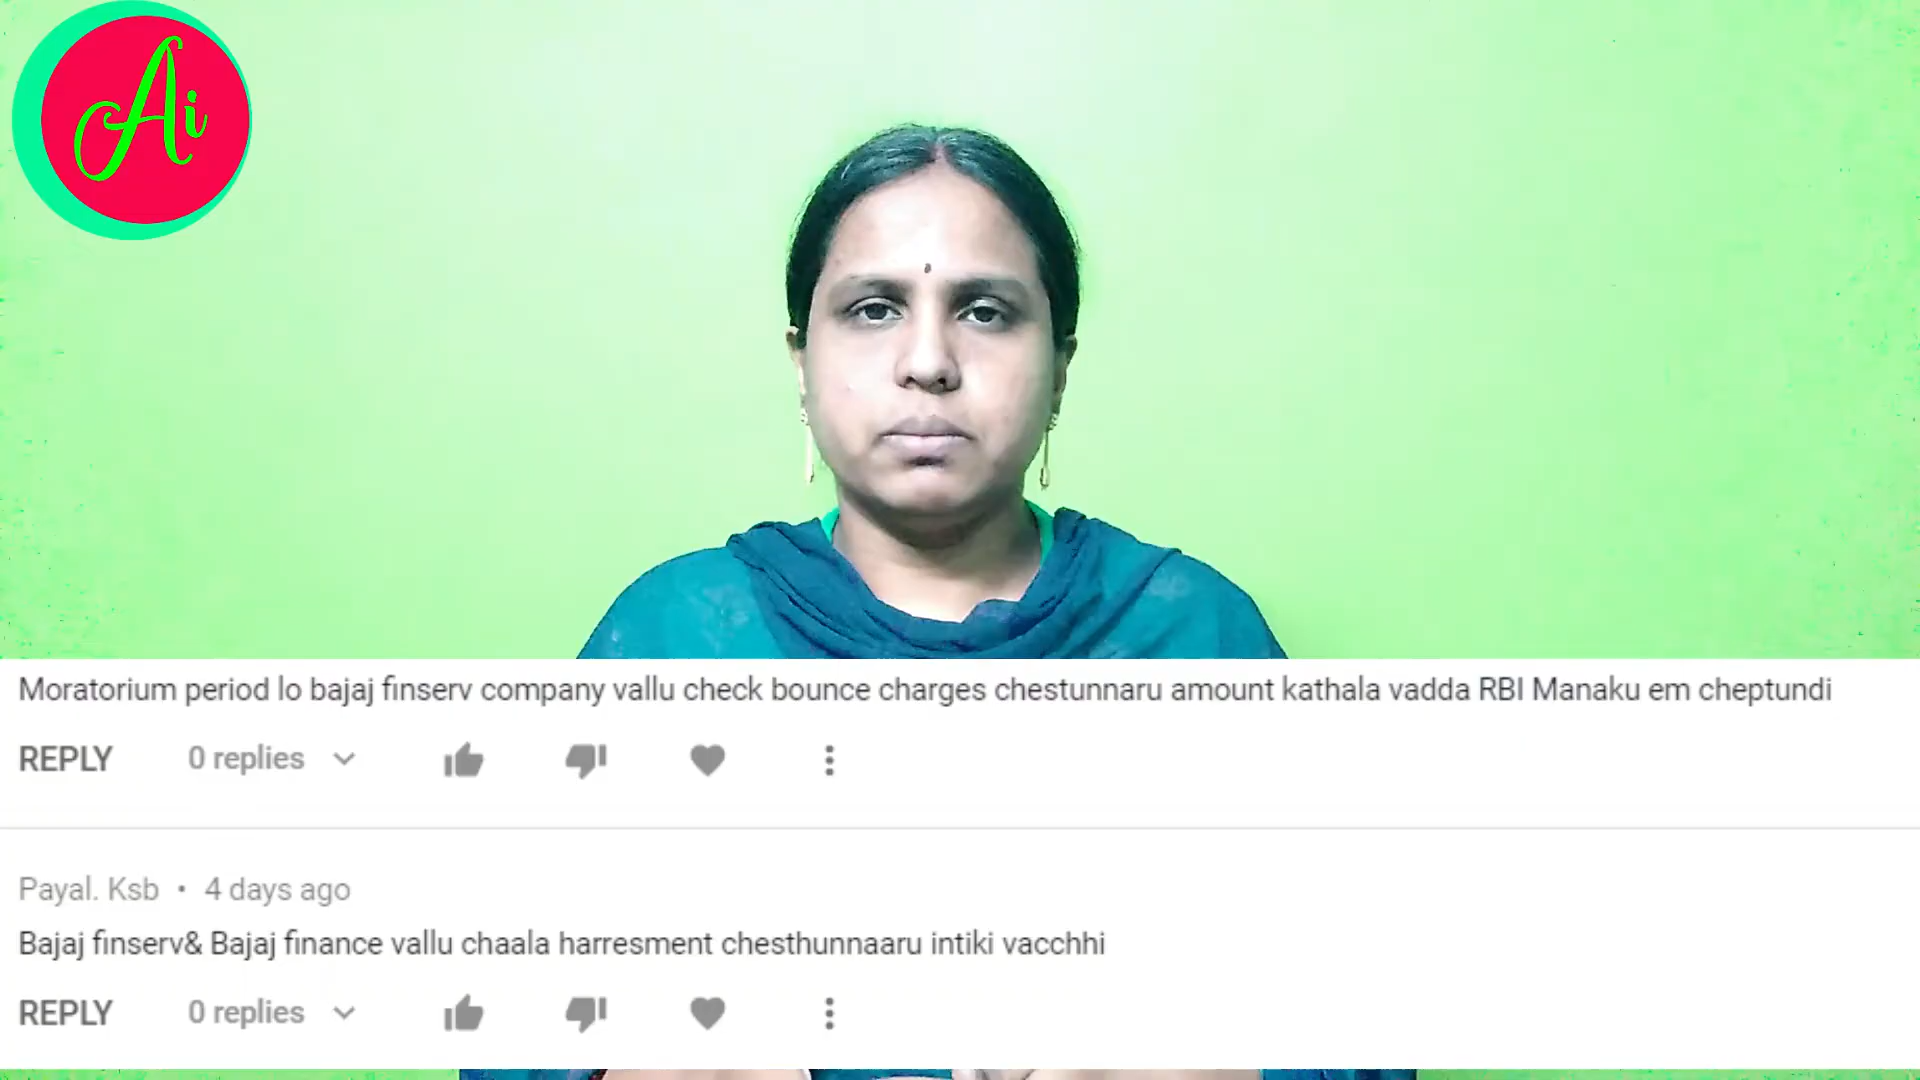 Ai
Moratorium period lo bajaj finserv company vallu check bounce charges chestunnaru amount kathala vadda RBI Manaku em cheptundi
REPLY 0 replies
Payal. Ksb • 4 days ago
Bajaj finserv& Bajaj finance vallu chaala harresment chesthunnaaru intiki vacchhi
REPLY 0 replies